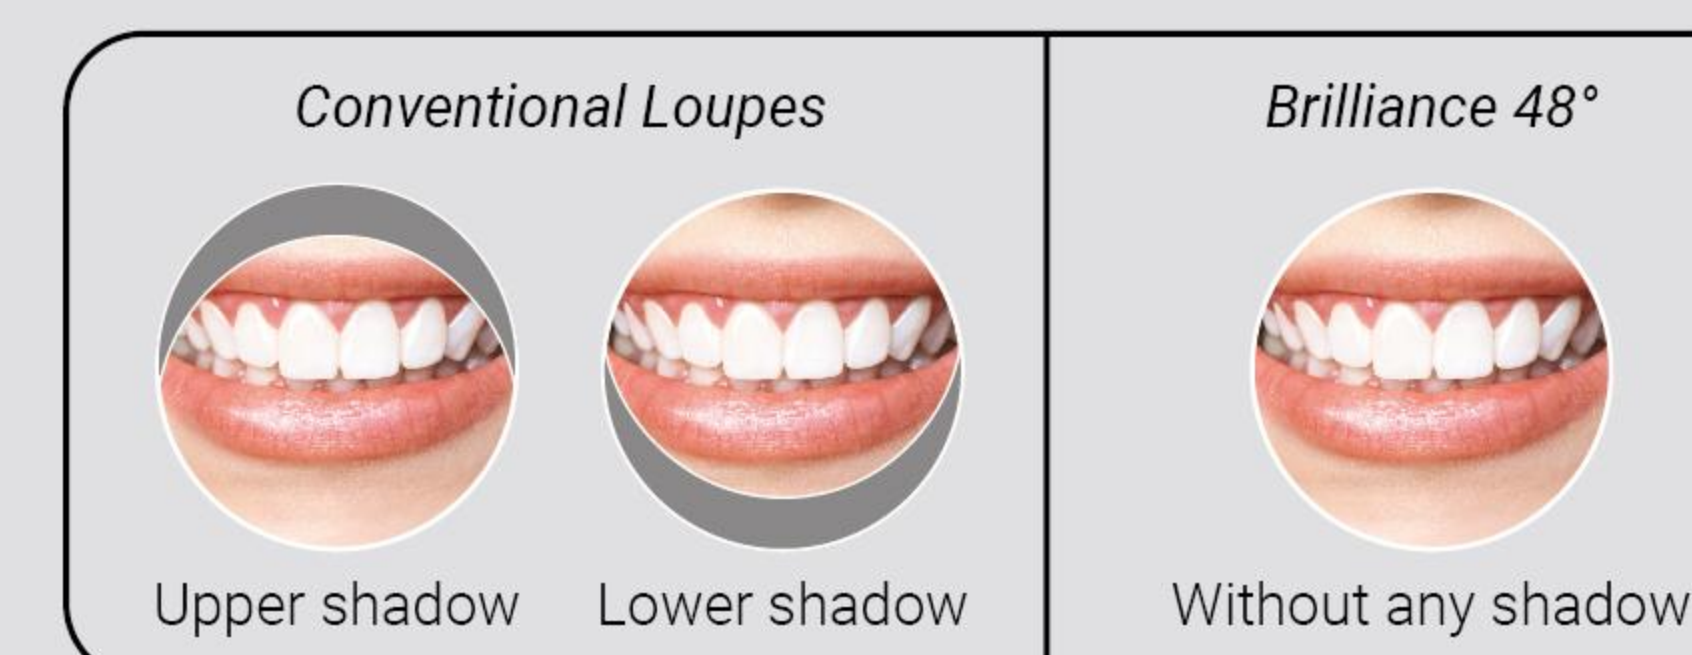 Conventional Loupes
Brilliance 48°
Upper shadow
Lower shadow
Without any shadow